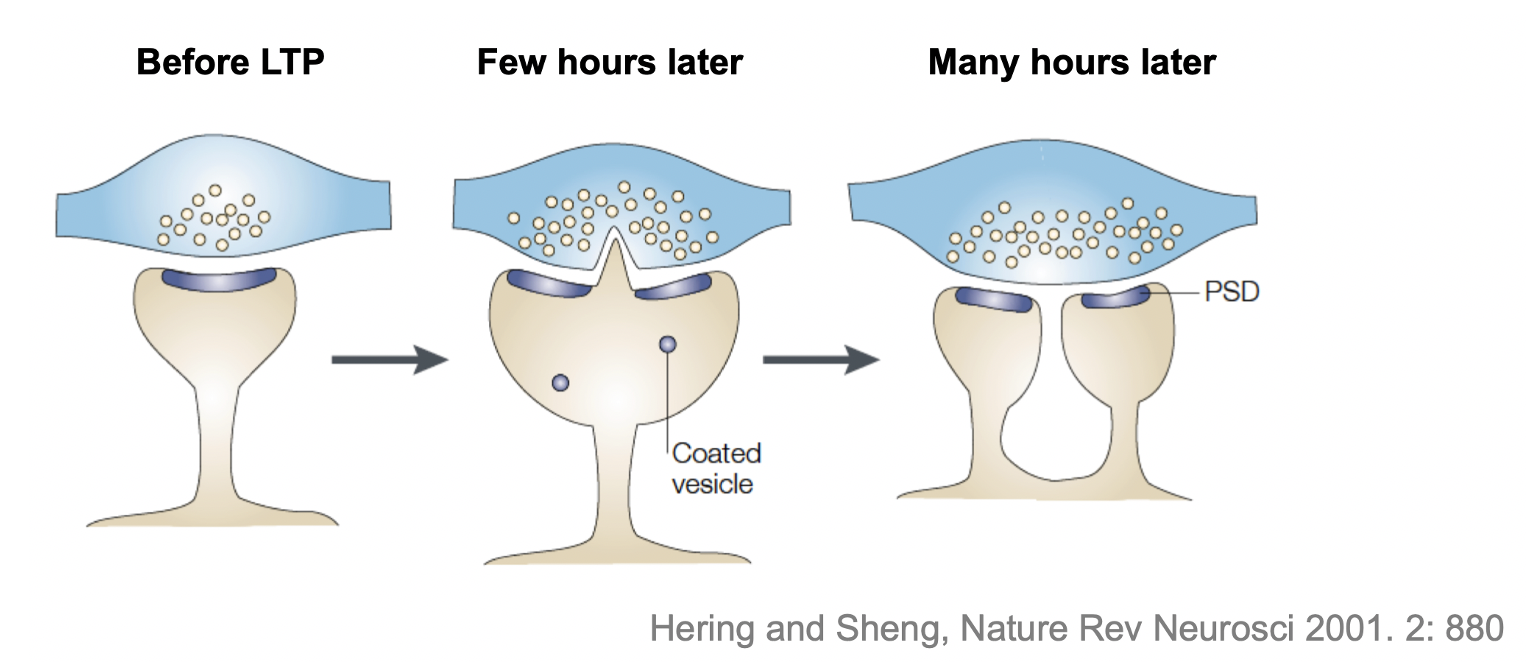 Before LTP
Few hours later
Many hours later
PSD
Coated
vesicle
Hering and Sheng, Nature Rev Neurosci 2001. 2: 880